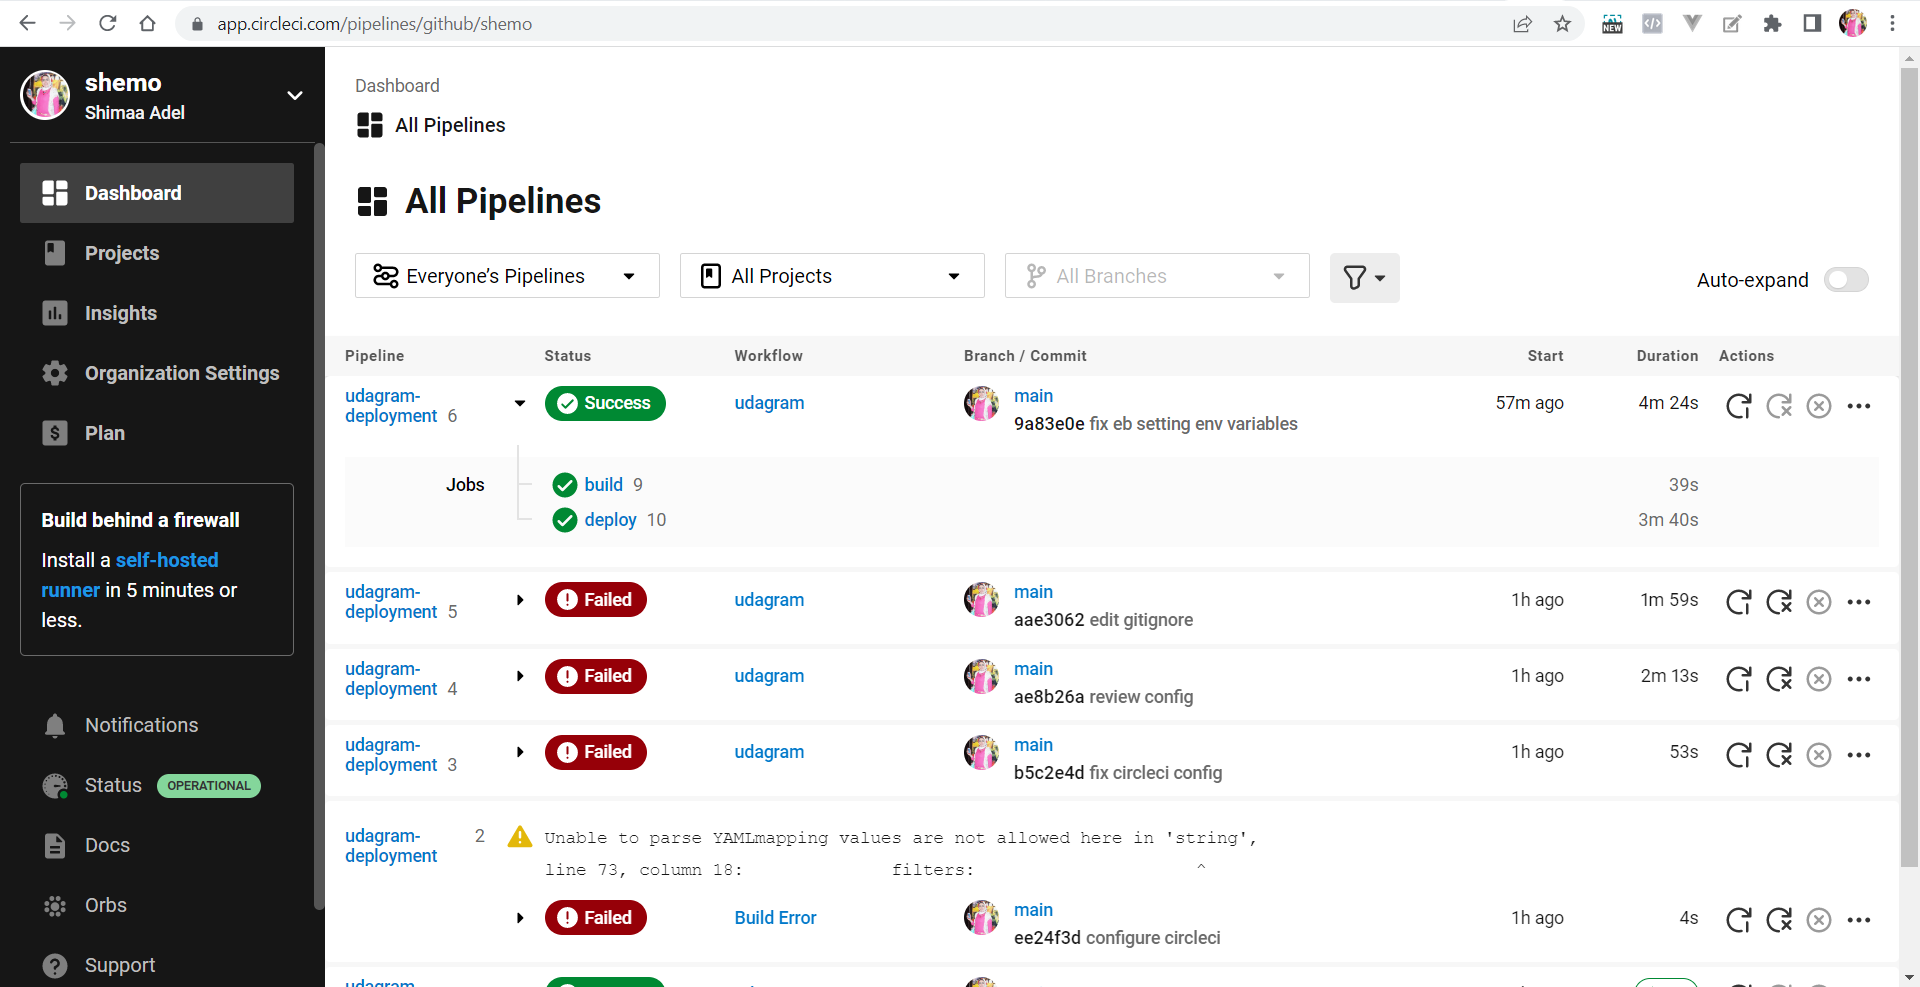 app.circleci.com/pipelines/github/shemo
NEW
shemo
Shimaa Adel
Dashboard
Projects
Insights
Organization Settings
Plan
Build behind a firewall
Install a self-hosted
runner in 5 minutes or
less.
Notifications
Status OPERATIONAL
Docs
Orbs
Support
Dashboard
All Pipelines
All Pipelines
Everyone’s Pipelines
All Projects
All Branches
Auto-expand
Pipeline Status Workflow Branch / Commit Start Duration Actions
udagram-
deployment 6
Success
udagram
main
9a83e0e fix eb setting env variables
57m ago
4m 24s
Jobs
build 9
39s
deploy 10
3m 40s
udagram-
deployment 5
Failed
udagram
main
aae3062 edit gitignore
1h ago
1m 59s
udagram-
deployment 4
Failed
udagram
main
ae8b26a review config
1h ago
2m 13s
udagram-
deployment 3
Failed
udagram
main
b5c2e4d fix circleci config
1h ago
53s
udagram-
deployment
2
Unable to parse YAMLmapping values are not allowed here in 'string',
line 73, column 18: filters: ^
Failed
Build Error
main
ee24f3d configure circleci
1h ago
4s
udagram-